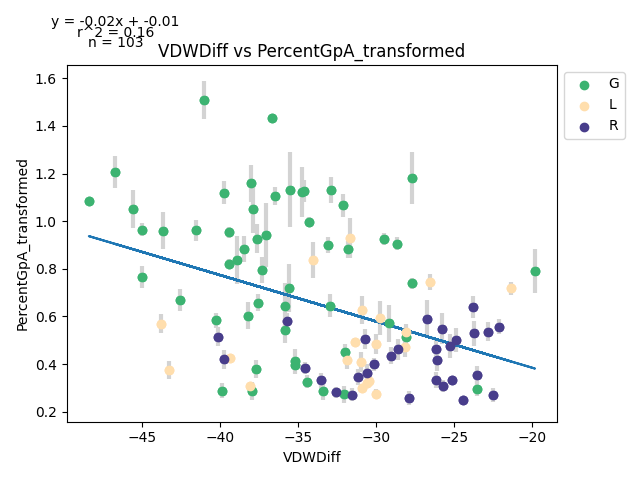 y = -0.02x + -0.01
r^2 = 0.16
n = 103
VDWDiff vs PercentGpA_transformed
1.6
1.4
1.2
1.0
0.8
0.6
0.4
0.2
PercentGpA_transformed
−45
−40
−35
−30
−25
−20
VDWDiff
G
L
R